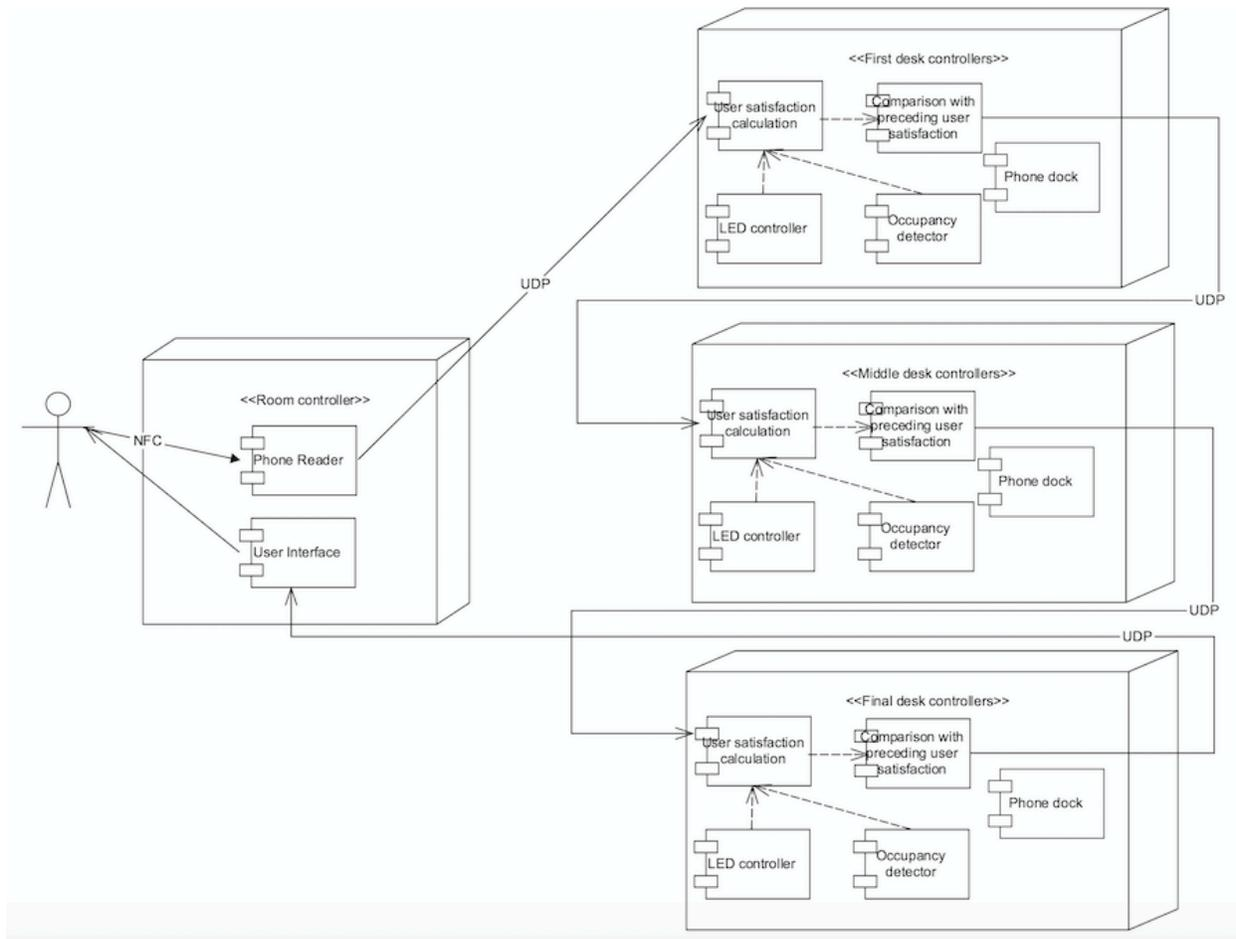 <<First desk controllers>>
User satisfaction
calculation
Comparison with
preceding user
satisfaction
Phone dock
LED controller
Occupancy
detector
UDP
UDP
<<Room controller>>
NFC
Phone Reader
User Interface
<<Middle desk controllers>>
User satisfaction
calculation
Comparison with
preceding user
satisfaction
Phone dock
LED controller
Occupancy
detector
UDP
UDP
<<Final desk controllers>>
User satisfaction
calculation
Comparison with
preceding user
satisfaction
Phone dock
LED controller
Occupancy
detector